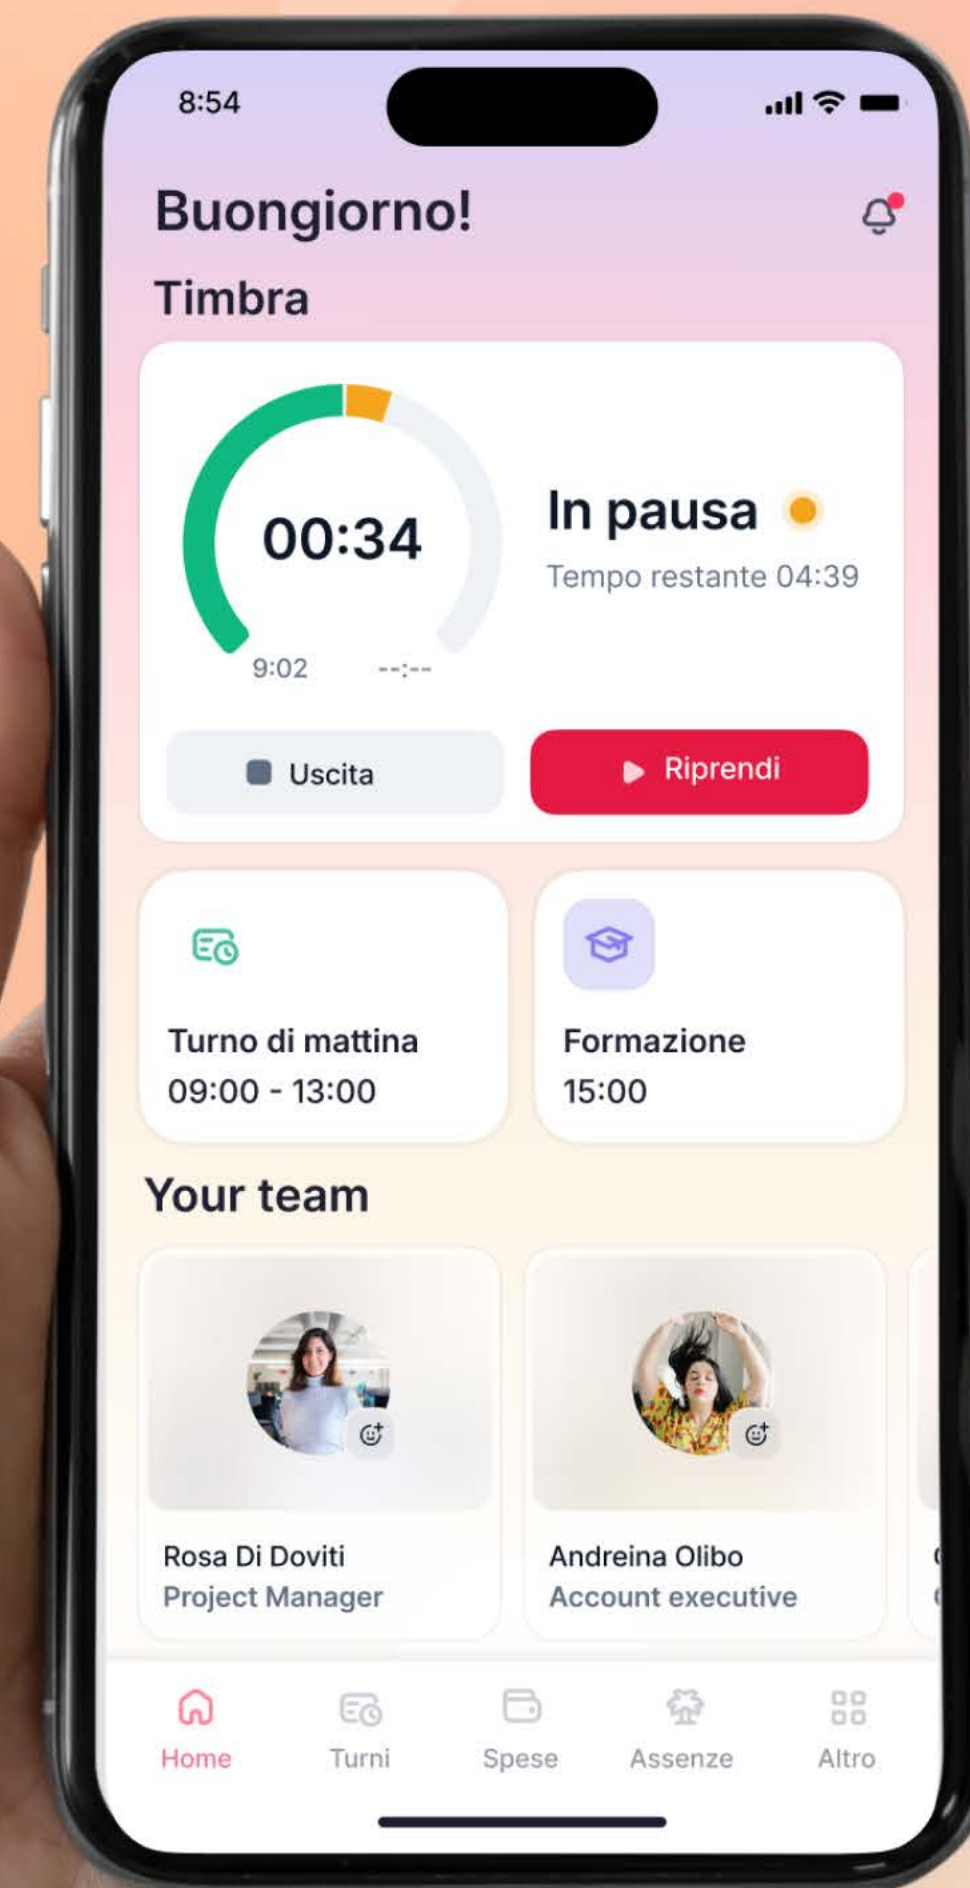 8:54
Buongiorno!
Timbra
00:34
In pausa
Tempo restante 04:39
9:02 --:--
Uscita
Riprendi
Turno di mattina
09:00 - 13:00
Formazione
15:00
Your team
Rosa Di Doviti
Project Manager
Andreina Olibo
Account executive
Home
Turni
Spese
Assenze
Altro